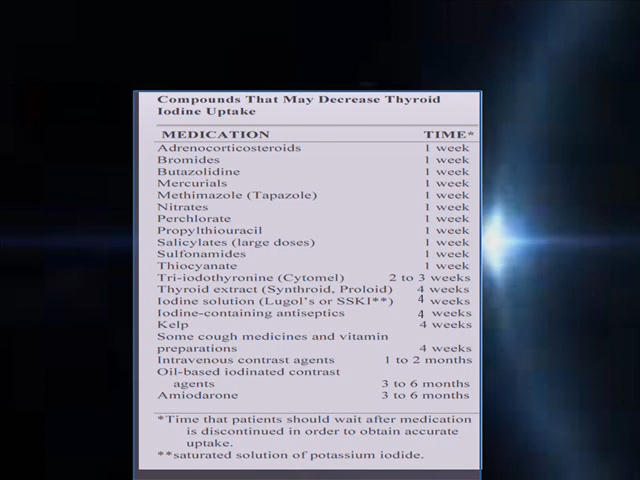 Compounds That May Decrease Thyroid
Iodine Uptake
MEDICATION TIME*
Adrenocorticosteroids 1 week
Bromides 1 week
Butazolidine 1 week
Mercurials 1 week
Methimazole (Tapazole) 1 week
Nitrates 1 week
Perchlorate 1 week
Propylthiouracil 1 week
Salicylates (large doses) 1 week
Sulfonamides 1 week
Thiocyanate 1 week
Tri-iodothyronine (Cytomel) 2 to 3 weeks
Thyroid extract (Synthroid, Proloid) 4 weeks
Iodine solution (Lugol's or SSKI**) 4 weeks
Iodine-containing antiseptics 4 weeks
Kelp 4 weeks
Some cough medicines and vitamin
preparations 4 weeks
Intravenous contrast agents 1 to 2 months
Oil-based iodinated contrast
agents 3 to 6 months
Amiodarone 3 to 6 months
*Time that patients should wait after medication
is discontinued in order to obtain accurate
uptake.
**saturated solution of potassium iodide.